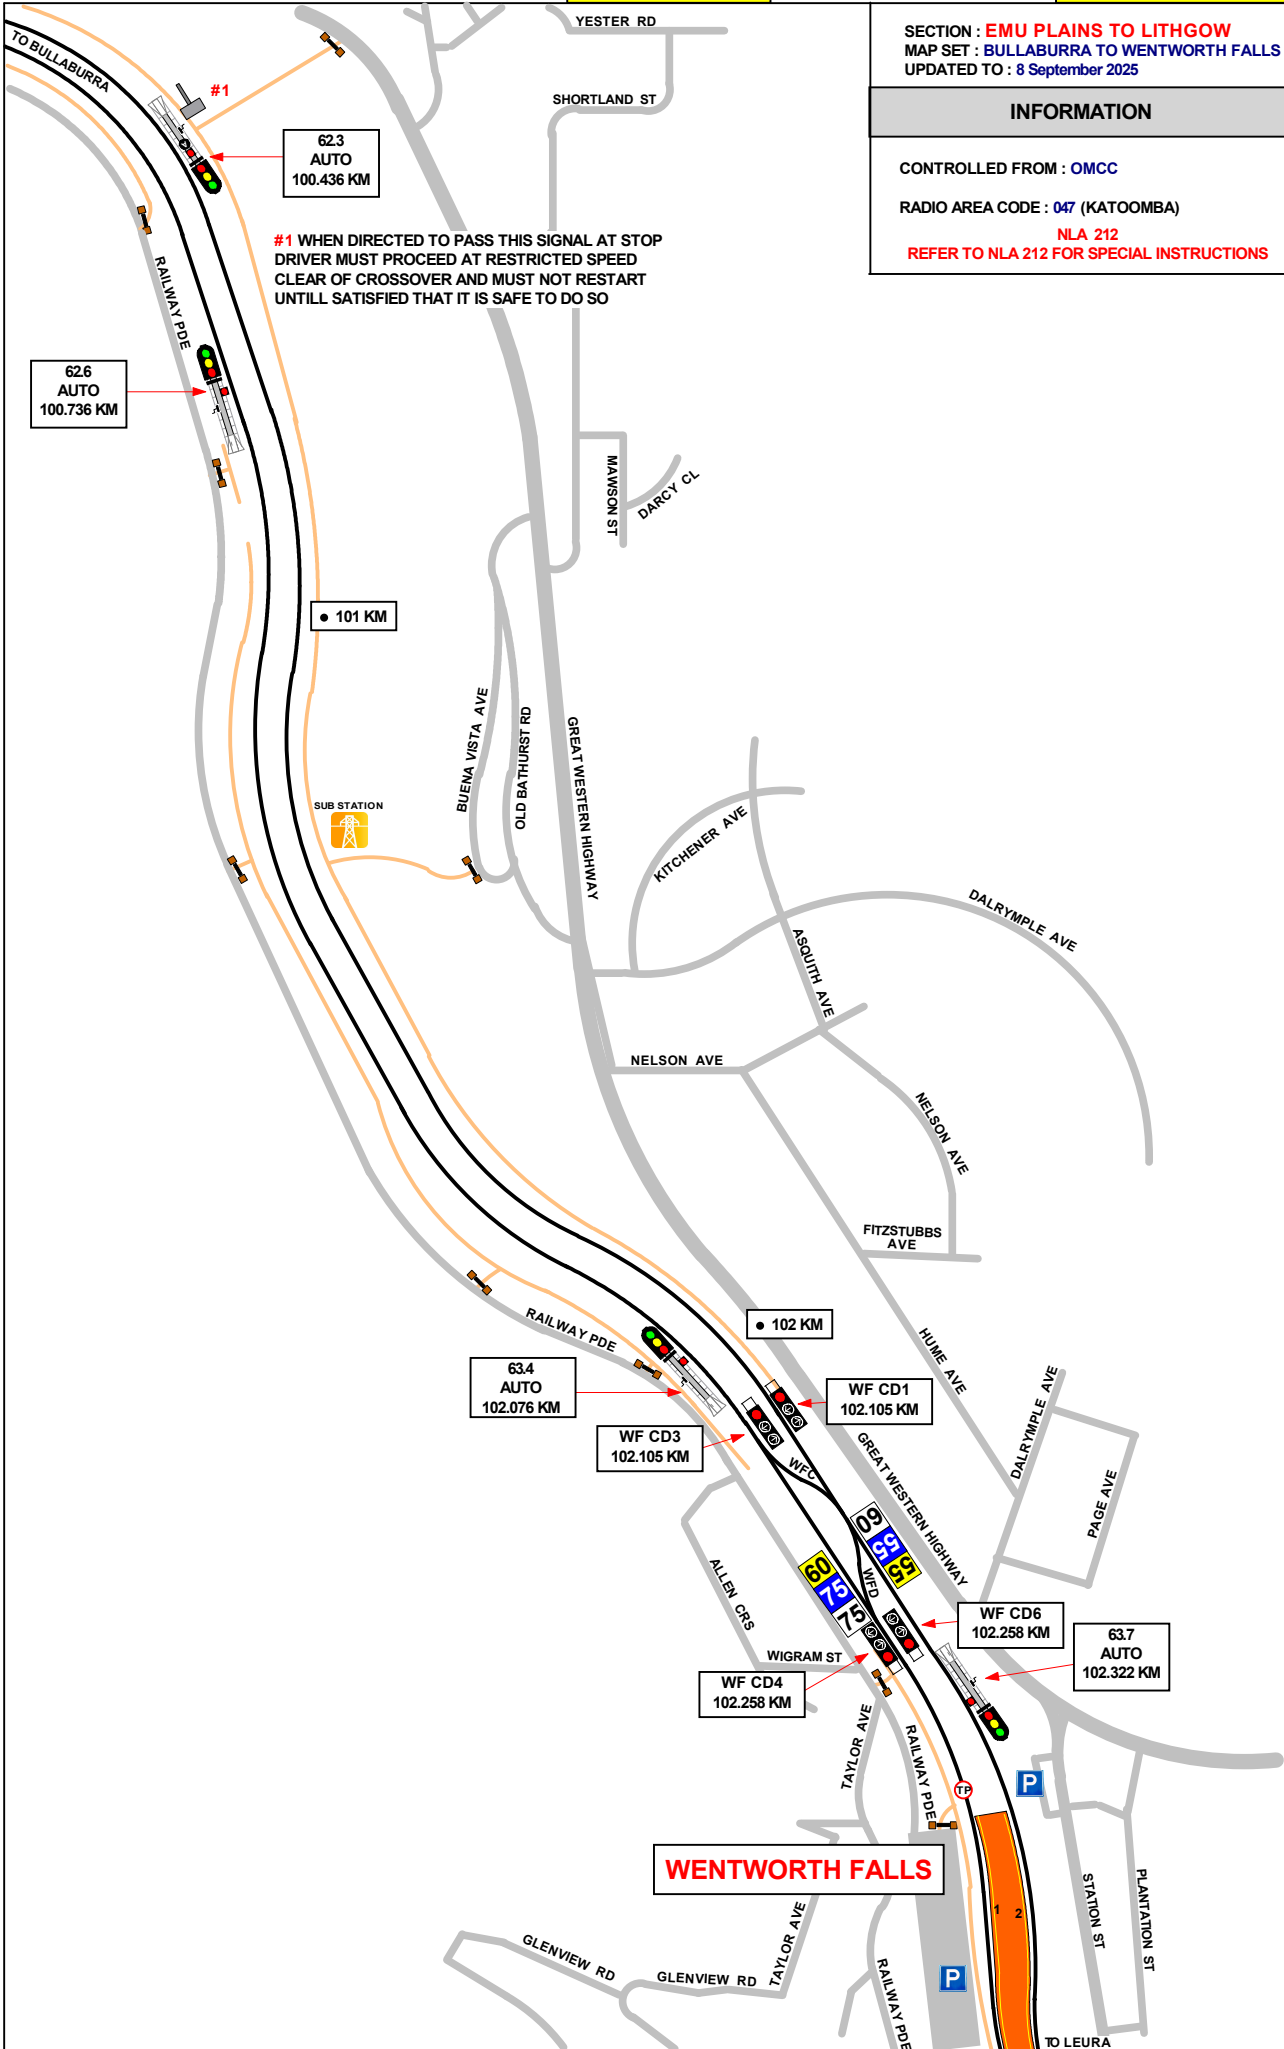 YESTER RD
SECTION : EMU PLAINS TO LITHGOW
MAP SET : BULLABURRA TO WENTWORTH FALLS
UPDATED TO : 8 September 2025
INFORMATION
CONTROLLED FROM : OMCC
RADIO AREA CODE : 047 (KATOOMBA)
NLA 212
REFER TO NLA 212 FOR SPECIAL INSTRUCTIONS
TO BULLABURRA
#1
SHORTLAND ST
62.3
AUTO
100.436 KM
#1 WHEN DIRECTED TO PASS THIS SIGNAL AT STOP
DRIVER MUST PROCEED AT RESTRICTED SPEED
CLEAR OF CROSSOVER AND MUST NOT RESTART
UNTILL SATISFIED THAT IT IS SAFE TO DO SO
RAILWAY PDE
62.6
AUTO
100.736 KM
MAWSON ST
DARCY CL
101 KM
BUENA VISTA AVE
OLD BATHURST RD
GREAT WESTERN HIGHWAY
SUB STATION
KITCHENER AVE
DALRYMPLE AVE
ASQUITH AVE
NELSON AVE
NELSON AVE
FITZSTUBBS
AVE
RAILWAY PDE
102 KM
HUME AVE
63.4
AUTO
102.076 KM
WF CD1
102.105 KM
WF CD3
102.105 KM
WFC
GREAT WESTERN HIGHWAY
DALRYMPLE AVE
PAGE AVE
60
55
55
60
75
75
WFD
ALLEN CRS
WF CD6
102.258 KM
63.7
AUTO
102.322 KM
WIGRAM ST
WF CD4
102.258 KM
TAYLOR AVE
RAILWAY PDE
TP
P
WENTWORTH FALLS
1 2
STATION ST
PLANTATION ST
GLENVIEW RD
GLENVIEW RD
TAYLOR AVE
RAILWAY PDE
P
TO LEURA